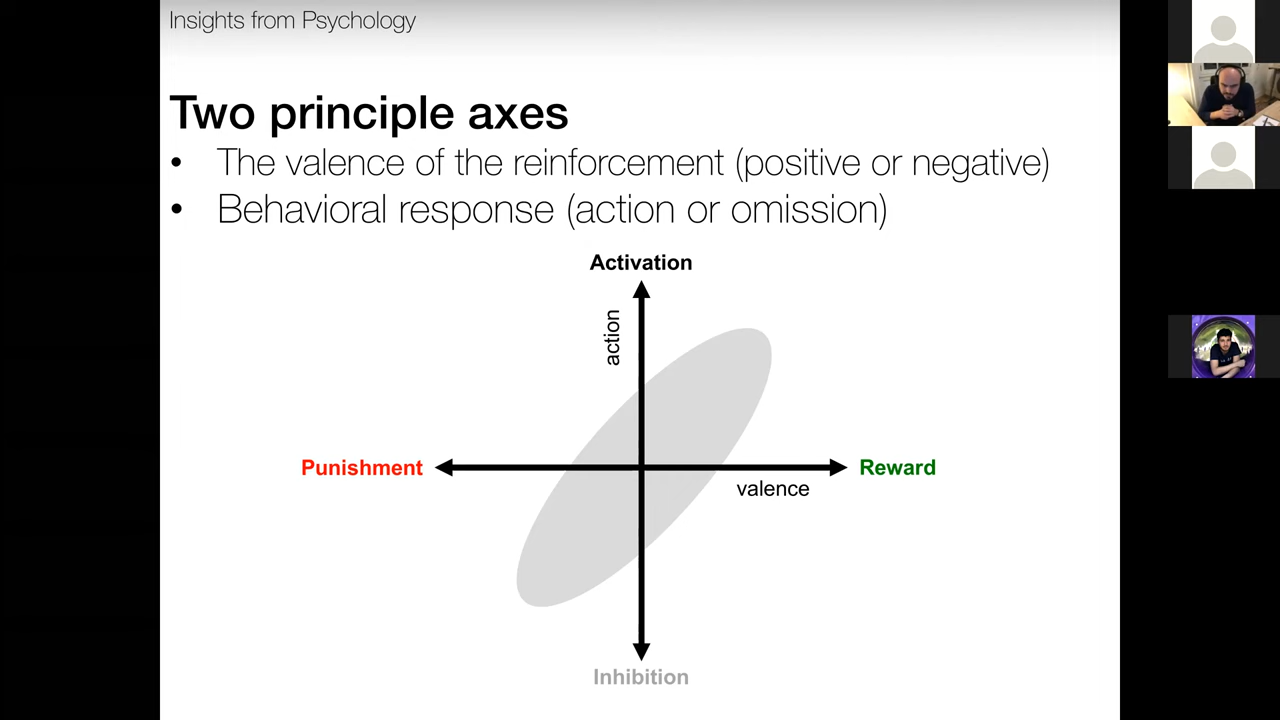 Insights from Psychology
Two principle axes
• The valence of the reinforcement (positive or negative)
• Behavioral response (action or omission)
Activation
action
Punishment
Reward
valence
Inhibition